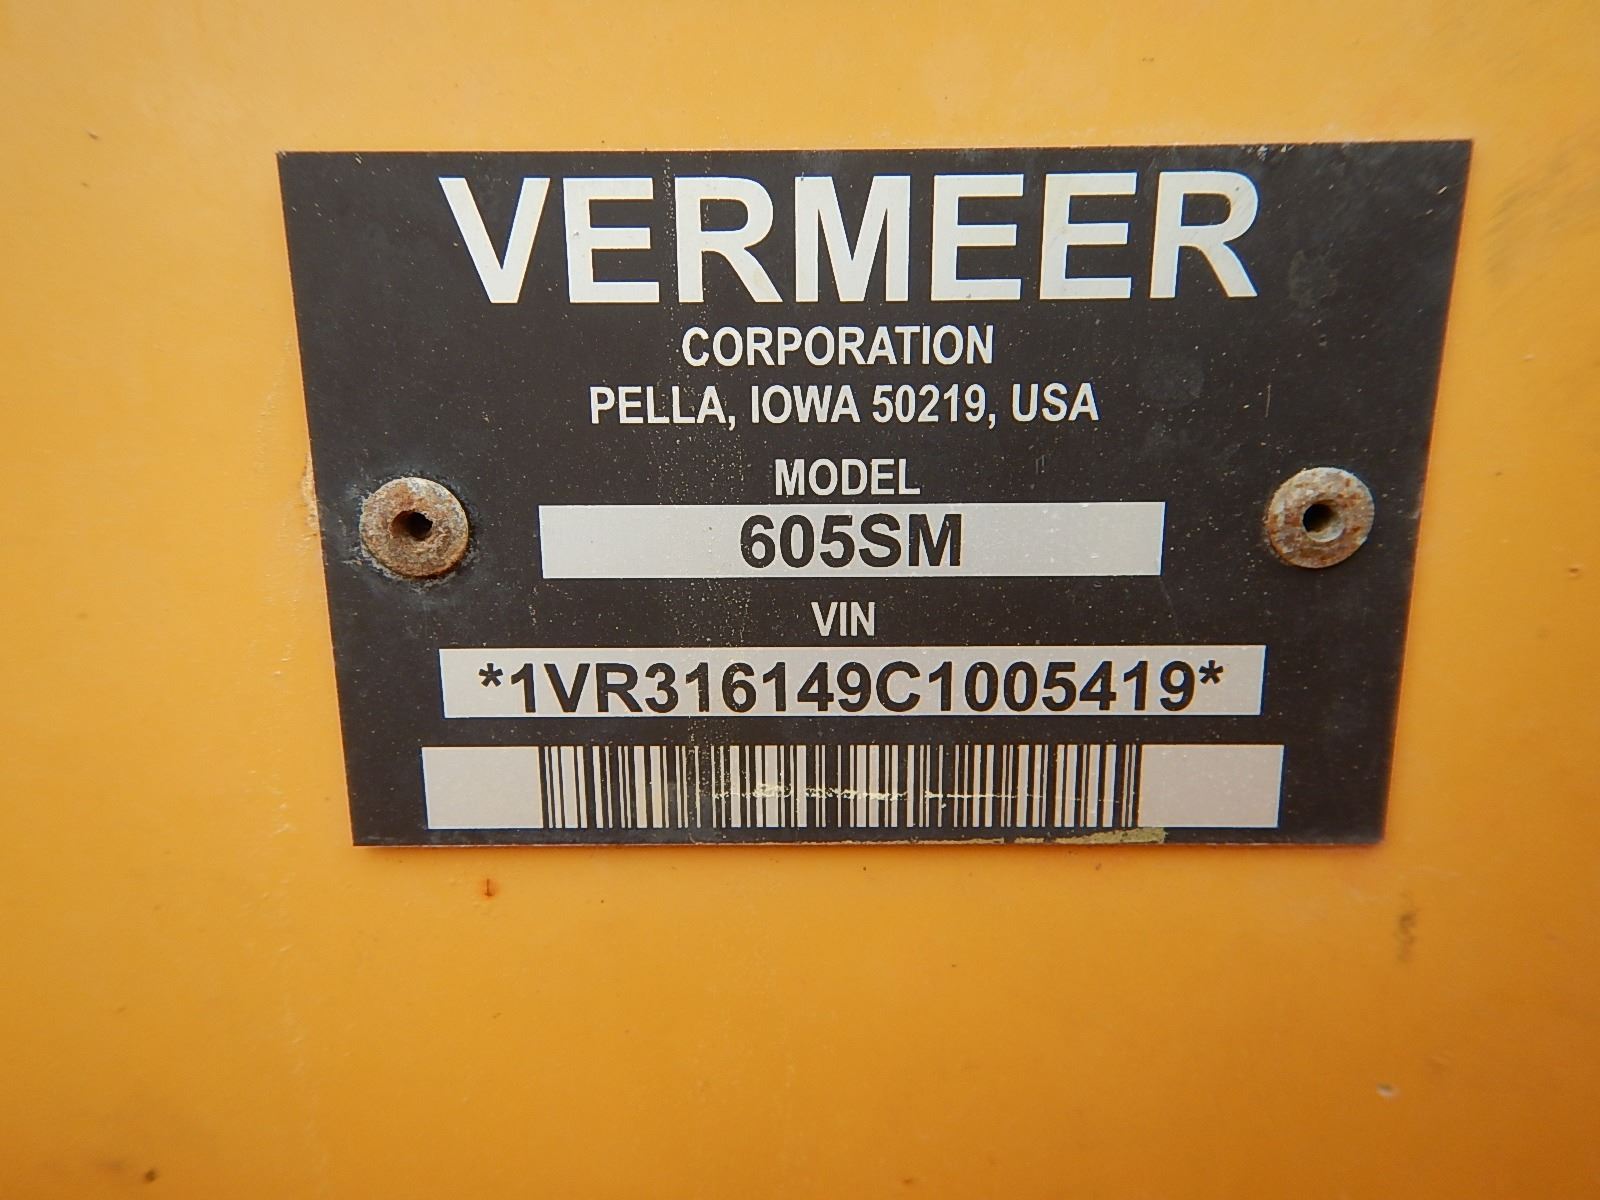 VERMEER
CORPORATION
PELLA, IOWA 50219, USA
MODEL
605SM
VIN
*1VR316149C1005419*